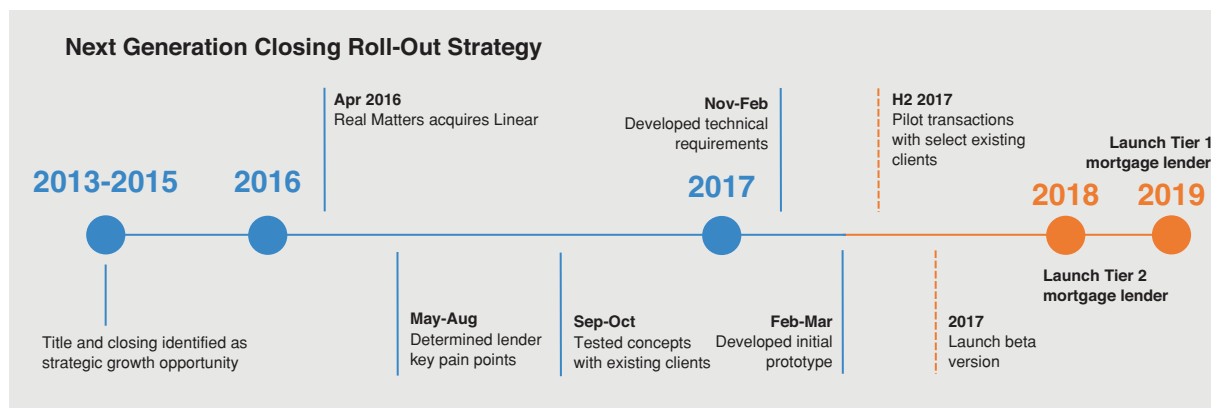 Next Generation Closing Roll-Out Strategy
Apr 2016
Real Matters acquires Linear
Nov-Feb
Developed technical
requirements
H2 2017
Pilot transactions
with select existing
clients
Launch Tier 1
mortgage lender
2013-2015
2016
2017
2018
2019
Launch Tier 2
mortgage lender
Title and closing identified as
strategic growth opportunity
May-Aug
Determined lender
key pain points
Sep-Oct
Tested concepts
with existing clients
Feb-Mar
Developed initial
prototype
2017
Launch beta
version